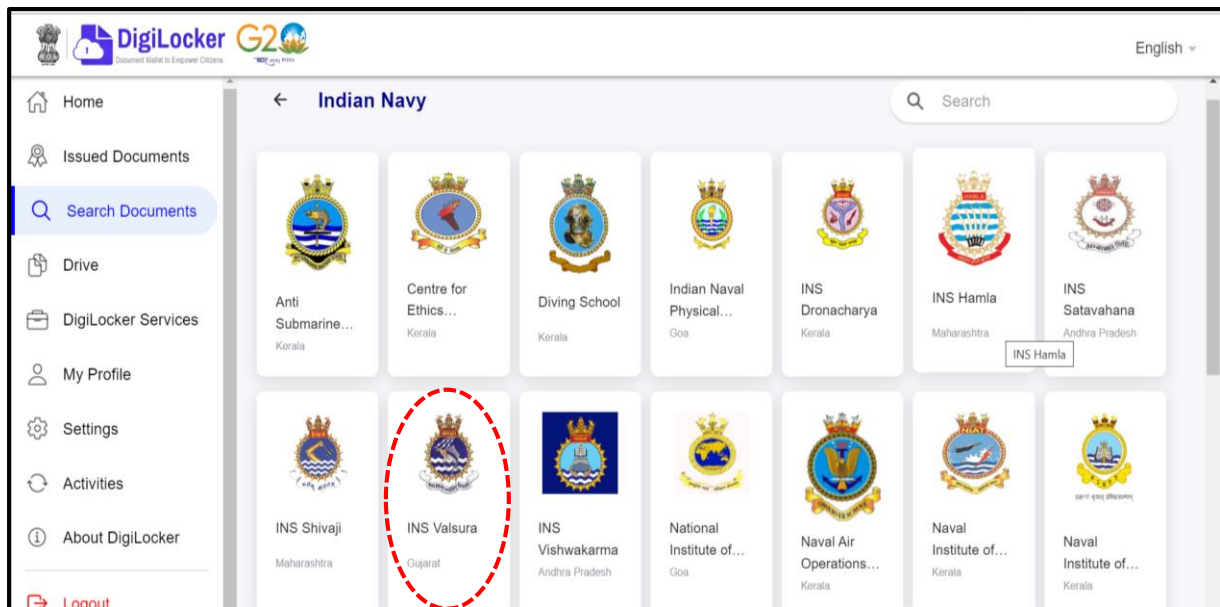 DigiLocker
Document Wallet to Empower Citizens
G20
English
Home
Issued Documents
Search Documents
Drive
DigiLocker Services
My Profile
Settings
Activities
About DigiLocker
Logout
Indian Navy
Search
Anti
Submarine...
Kerala
Centre for
Ethics...
Kerala
Diving School
Kerala
Indian Naval
Physical...
Goa
INS
Dronacharya
Kerala
INS Hamla
Maharashtra
INS Hamla
INS
Satavahana
Andhra Pradesh
INS Shivaji
Maharashtra
INS Valsura
Gujarat
INS
Vishwakarma
Andhra Pradesh
National
Institute of...
Goa
Naval Air
Operations...
Kerala
Naval
Institute of...
Kerala
Naval
Institute of...
Kerala